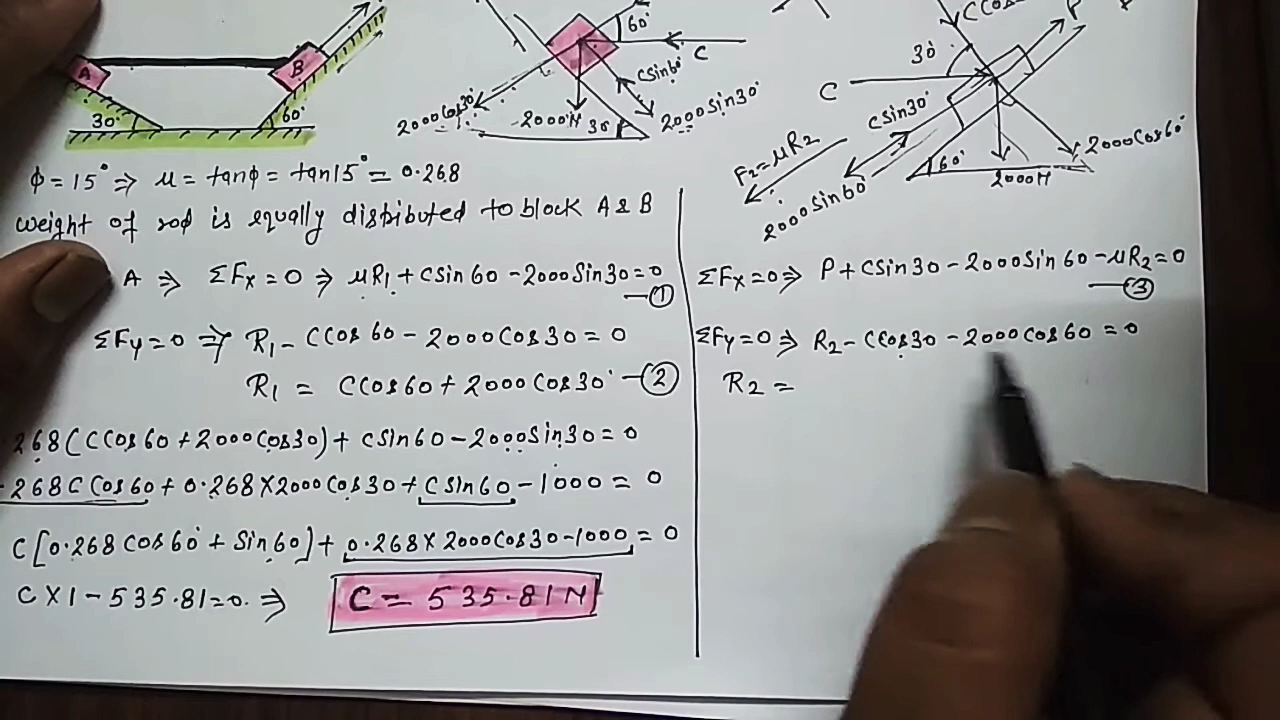 A
B
30°
60°
60°
C
Csin60°
2000Cos30°
2000N
30°
2000Sin30°
CCos
P
30°
C
Csin30°
F2=μR2
2000Sin60°
60°
2000N
2000Cos60°
ϕ=15° ⇒ μ = tanϕ = tan15° = 0.268
weight of rod is equally distibuted to block A & B
A ⇒ ΣFx=0 ⇒ μR1 + Csin60 - 2000Sin30=0 —①
ΣFy=0 ⇒ R1 - CCos60 - 2000Cos30 = 0
R1 = CCos60 + 2000Cos30° —②
268(CCos60+2000Cos30)+ Csin60-2000Sin30=0
268CCos60 + 0.268×2000Cos30 + Csin60 - 1000 = 0
C[0.268Cos60° + Sin60] + 0.268×2000Cos30-1000 = 0
C×1 - 535.81=0. ⇒ C = 535.81N
ΣFx=0 ⇒ P + Csin30 - 2000Sin60 - μR2 = 0 —③
ΣFy=0 ⇒ R2 - CCos30 - 2000Cos60 = 0
R2 =